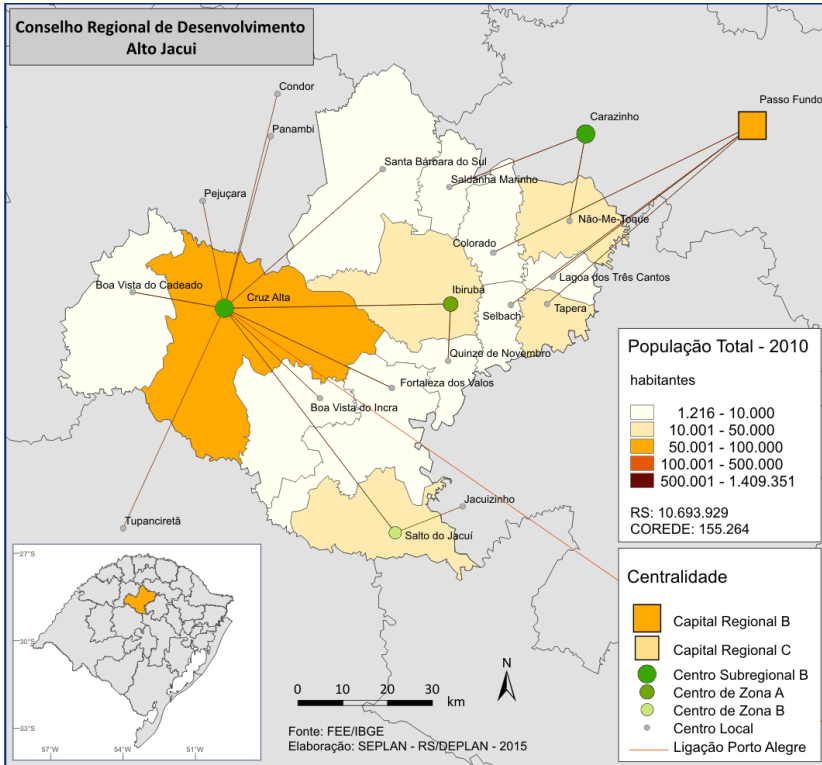 Conselho Regional de Desenvolvimento
Alto Jacui
Condor
Panambi
Carazinho
Passo Fundo
Santa Bárbara do Sul
Saldanha Marinho
Pejuçara
Não-Me-Toque
Colorado
Lagoa dos Três Cantos
Boa Vista do Cadeado
Cruz Alta
Ibirubá
Selbach
Tapera
Quinze de Novembro
Fortaleza dos Valos
Boa Vista do Incra
Jacuizinho
Tupanciretã
Salto do Jacuí
População Total - 2010
habitantes
1.216 - 10.000
10.001 - 50.000
50.001 - 100.000
100.001 - 500.000
500.001 - 1.409.351
RS: 10.693.929
COREDE: 155.264
Centralidade
Capital Regional B
Capital Regional C
Centro Subregional B
Centro de Zona A
Centro de Zona B
Centro Local
Ligação Porto Alegre
27°S
30°S
33°S
57°W
54°W
51°W
N
0 10 20 30
km
Fonte: FEE/IBGE
Elaboração: SEPLAN - RS/DEPLAN - 2015